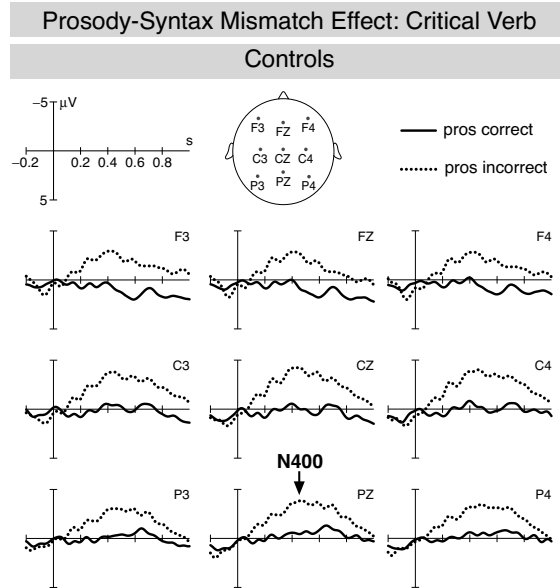 Prosody-Syntax Mismatch Effect: Critical Verb
Controls
−5 μV
s
−0.2 0.2 0.4 0.6 0.8
5
F3 FZ F4
C3 CZ C4
P3 PZ P4
pros correct
pros incorrect
F3 FZ F4
C3 CZ C4
N400
P3 PZ P4